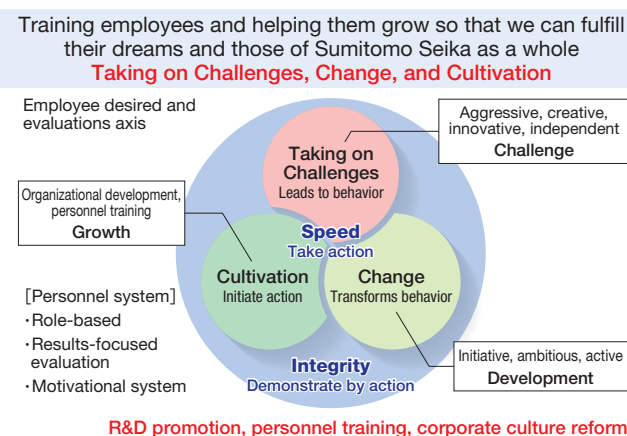 Training employees and helping them grow so that we can fulfill
their dreams and those of Sumitomo Seika as a whole
Taking on Challenges, Change, and Cultivation
Employee desired and
evaluations axis
Aggressive, creative,
innovative, independent
Challenge
Taking on
Challenges
Leads to behavior
Organizational development,
personnel training
Growth
Speed
Take action
Cultivation
Initiate action
Change
Transforms behavior
[Personnel system]
・Role-based
・Results-focused
evaluation
・Motivational system
Integrity
Demonstrate by action
Initiative, ambitious, active
Development
R&D promotion, personnel training, corporate culture reform